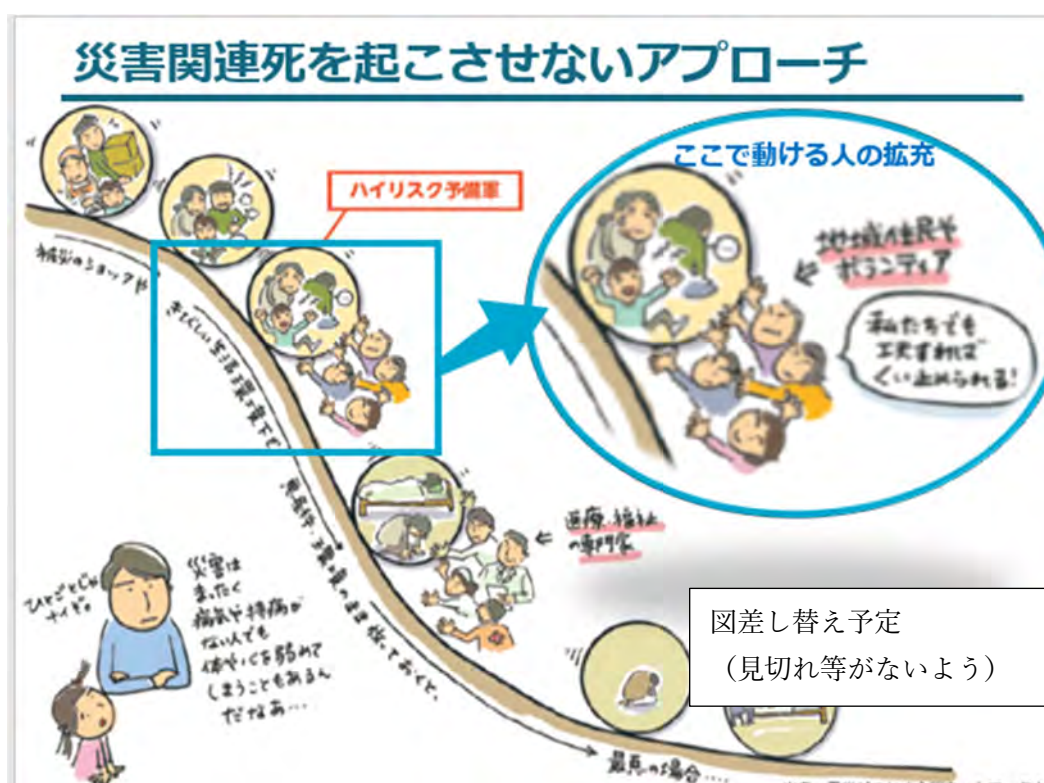 災害関連死を起こさせないアプローチ
ここで動ける人の拡充
ハイリスク予備軍
地域住民や
ボランティア
私たちでも
工夫すれば
くい止められる!
被災のショックや
きびしい生活環境下で
医療・福祉
の専門家
ひとごとじゃ
ナイぞ。
災害は
まったく
病気や持病が
ない人でも
体や心を弱めて
しまうこともあるん
だなあ…
図差し替え予定
（見切れ等がないよう）
最悪の場合....